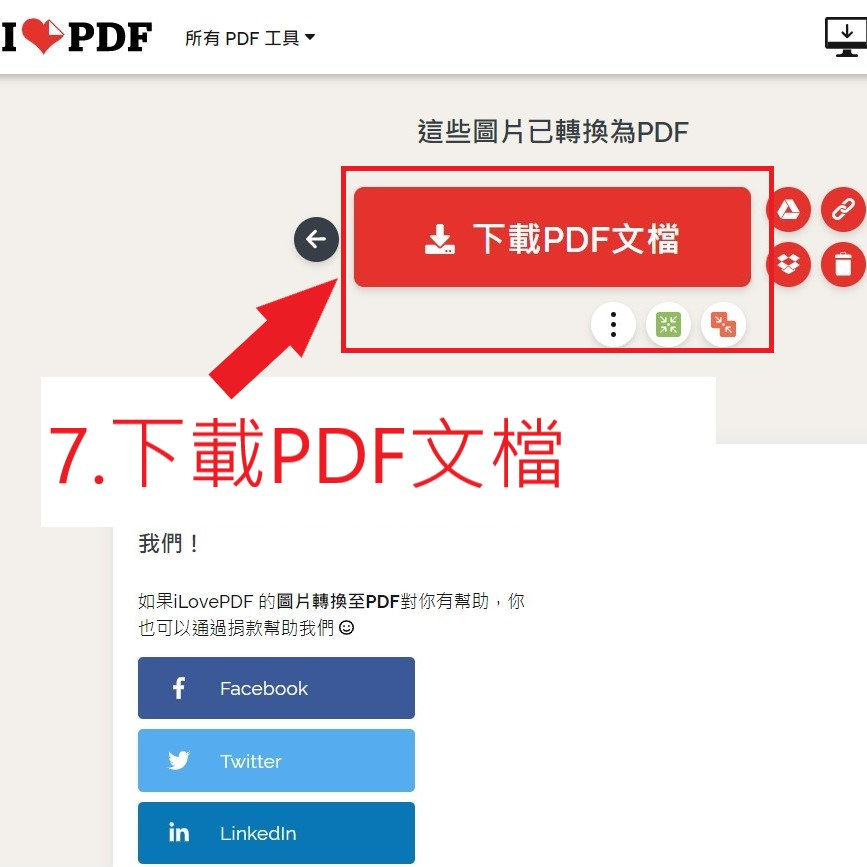 I PDF
所有 PDF 工具
這些圖片已轉換為PDF
下載PDF文檔
7.下載PDF文檔
我們！
如果iLovePDF 的圖片轉換至PDF對你有幫助，你
也可以通過捐款幫助我們
Facebook
Twitter
LinkedIn